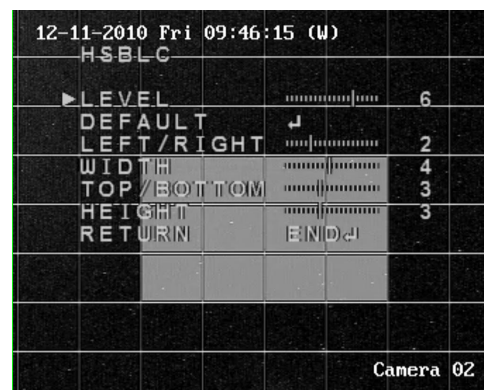 12-11-2010 Fri 09:46:15 (W)
HSBLC
►LEVEL 6
DEFAULT ↲
LEFT/RIGHT 2
WIDTH 4
TOP/BOTTOM 3
HEIGHT 3
RETURN END↲
Camera 02